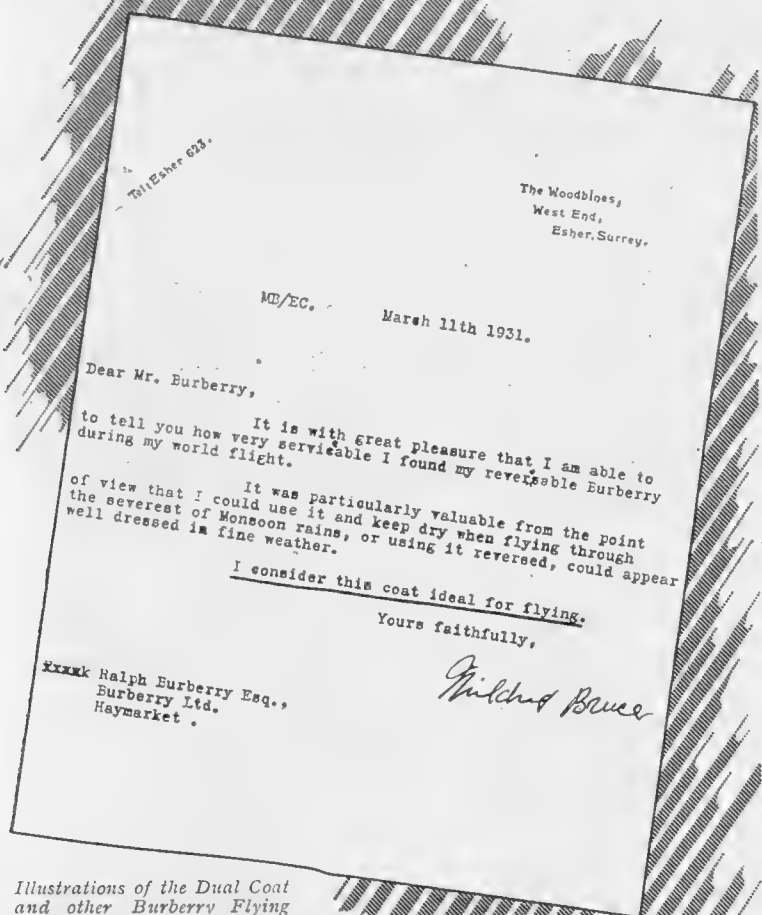 Tel: Esher 623.
The Woodbines,
West End,
Esher, Surrey.
MB/EC.
March 11th 1931.
Dear Mr. Burberry,
It is with great pleasure that I am able to
to tell you how very serviceable I found my reversable Burberry
during my world flight.
It was particularly valuable from the point
of view that I could use it and keep dry when flying through
the severest of Monsoon rains, or using it reversed, could appear
well dressed in fine weather.
I consider this coat ideal for flying.
Yours faithfully,
Mildred Bruce
Ralph Burberry Esq.,
Burberry Ltd.
Haymarket .
Illustrations of the Dual Coat
and other Burberry Flying